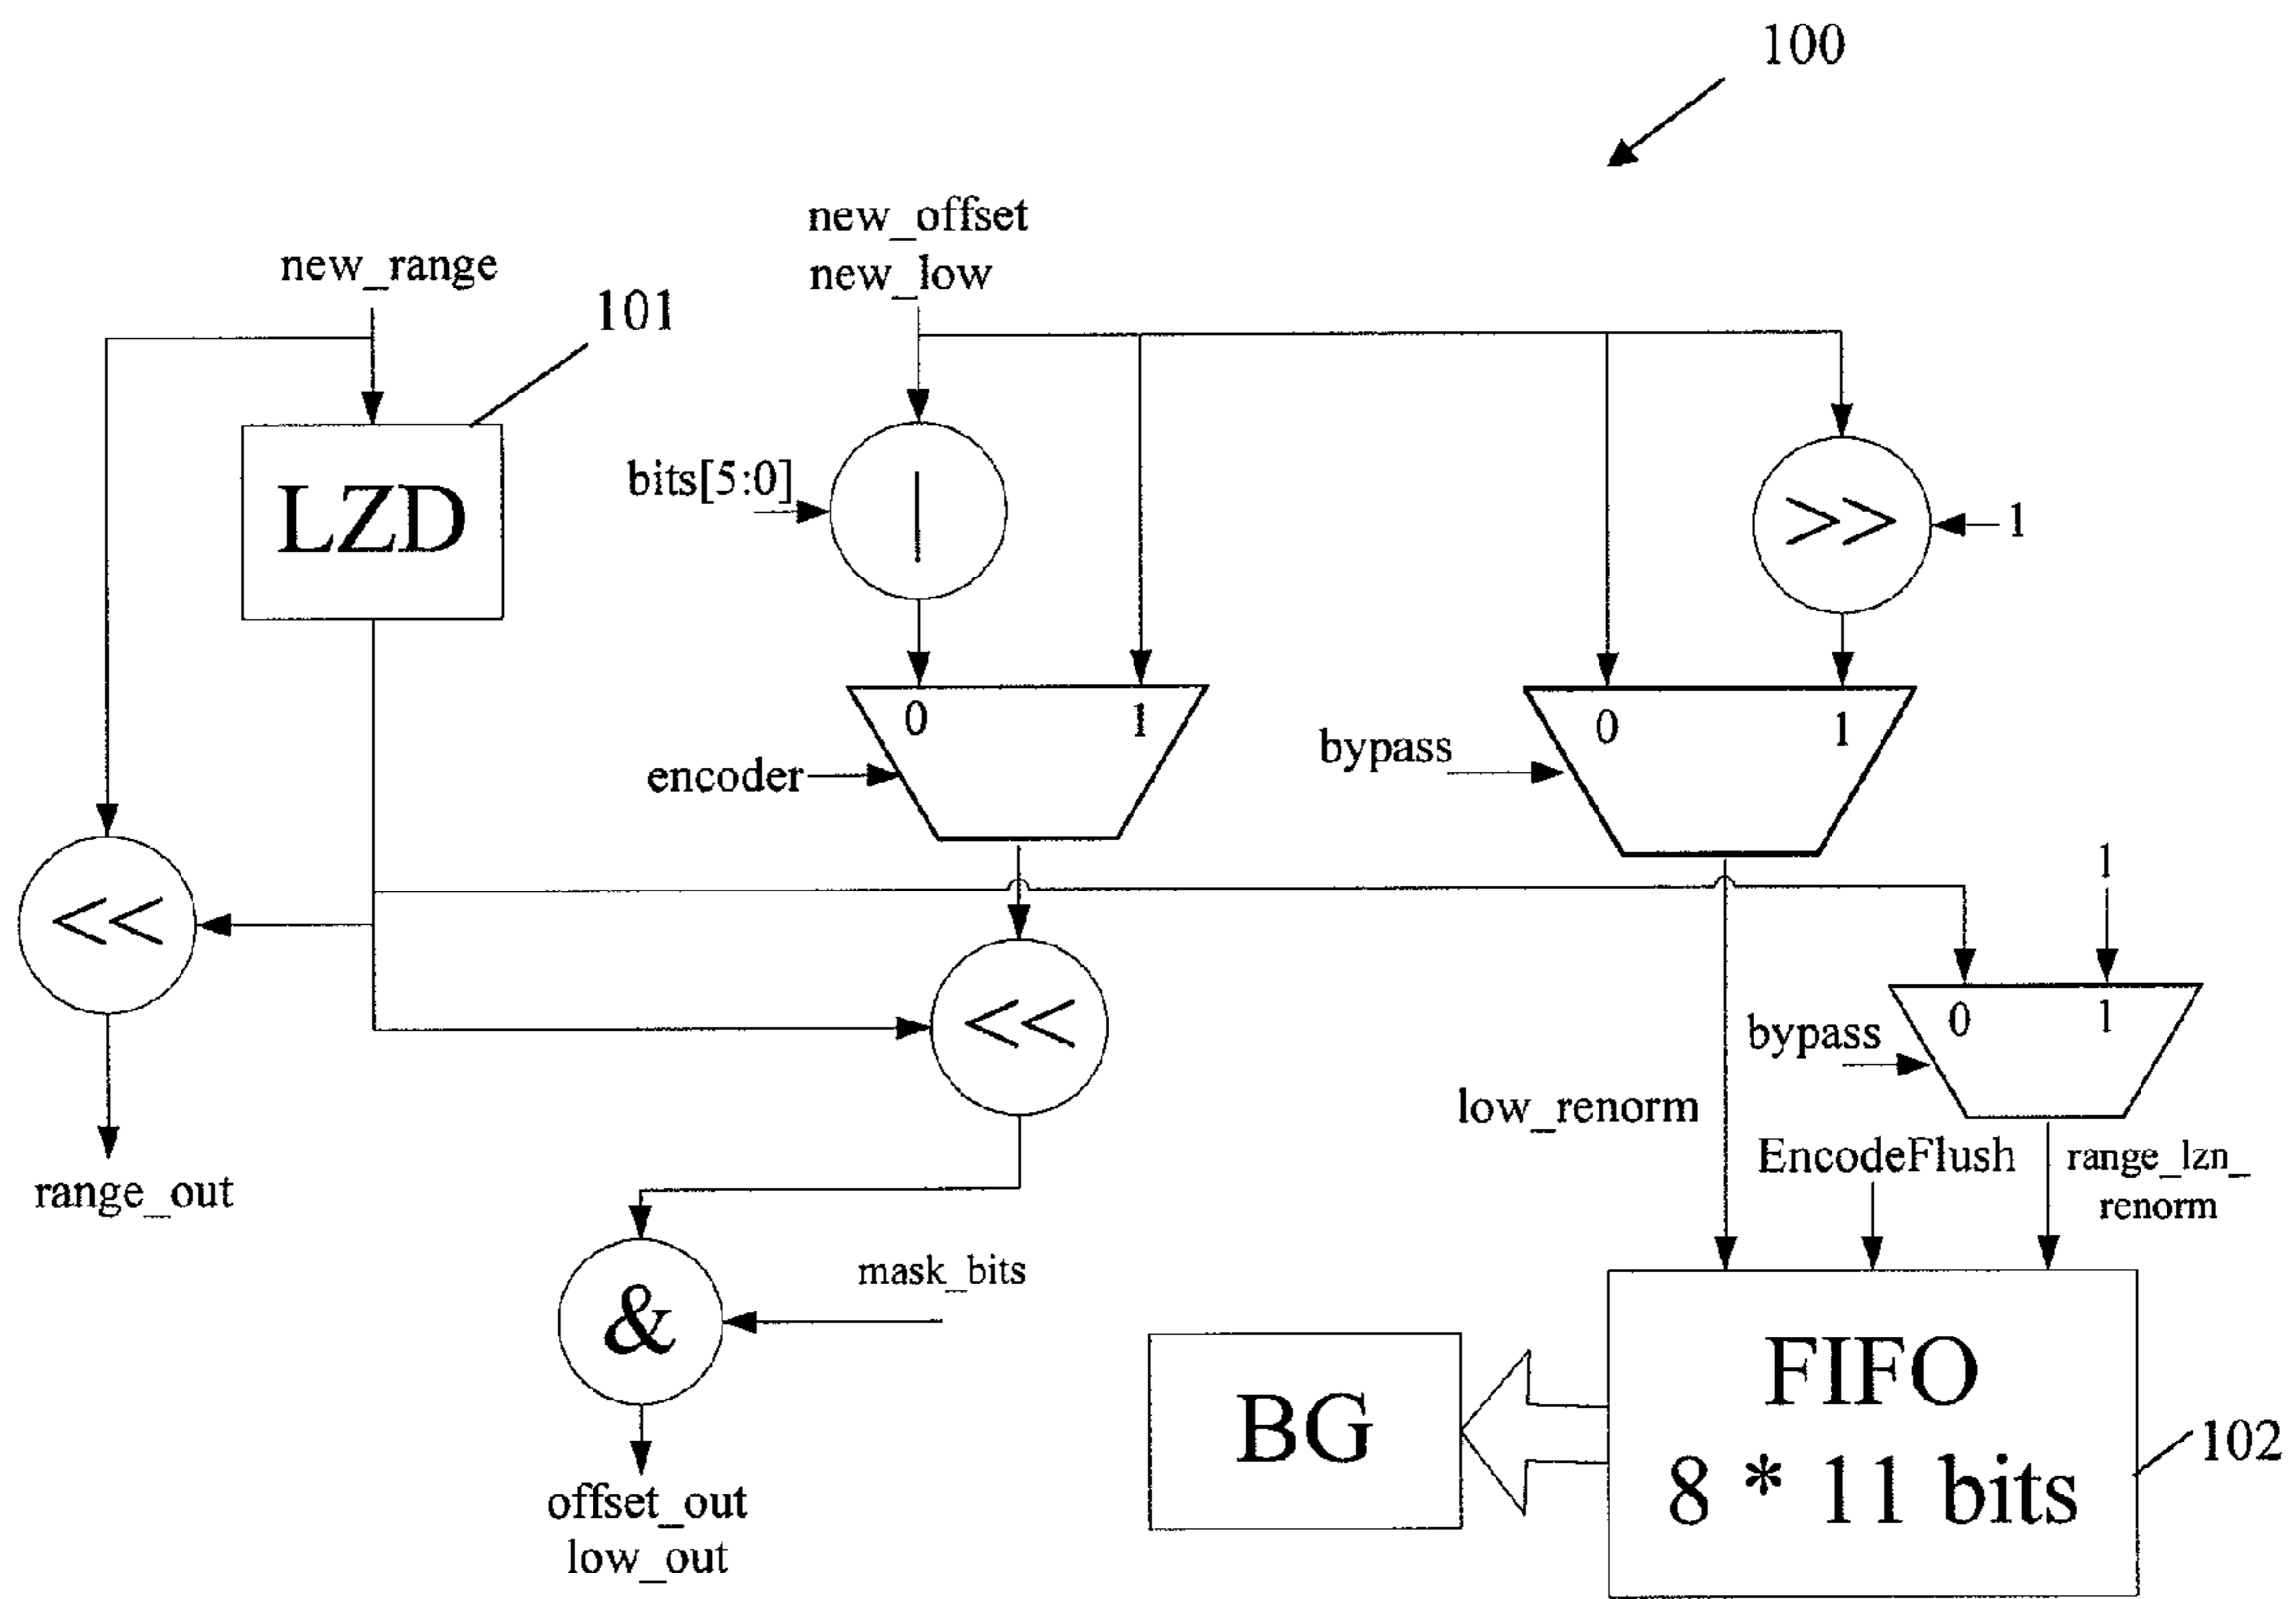 100
new_offset
new_low
new_range
101
LZD
bits[5:0]
|
>>
1
0
1
encoder
bypass
0
1
<<
<<
1
0
1
bypass
low_renorm
EncodeFlush
range_lzn_
renorm
range_out
&
mask_bits
offset_out
low_out
BG
FIFO
8 * 11 bits
102